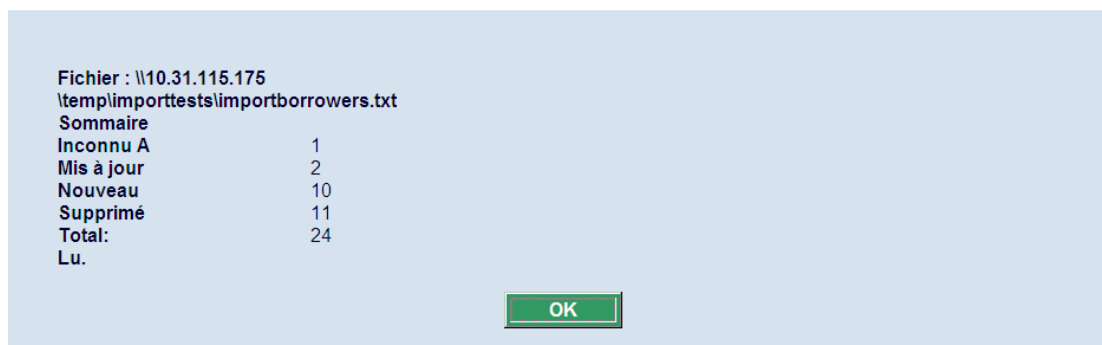 Fichier : \\10.31.115.175
\temp\importtests\importborrowers.txt
Sommaire
Inconnu A 1
Mis à jour 2
Nouveau 10
Supprimé 11
Total: 24
Lu.
OK